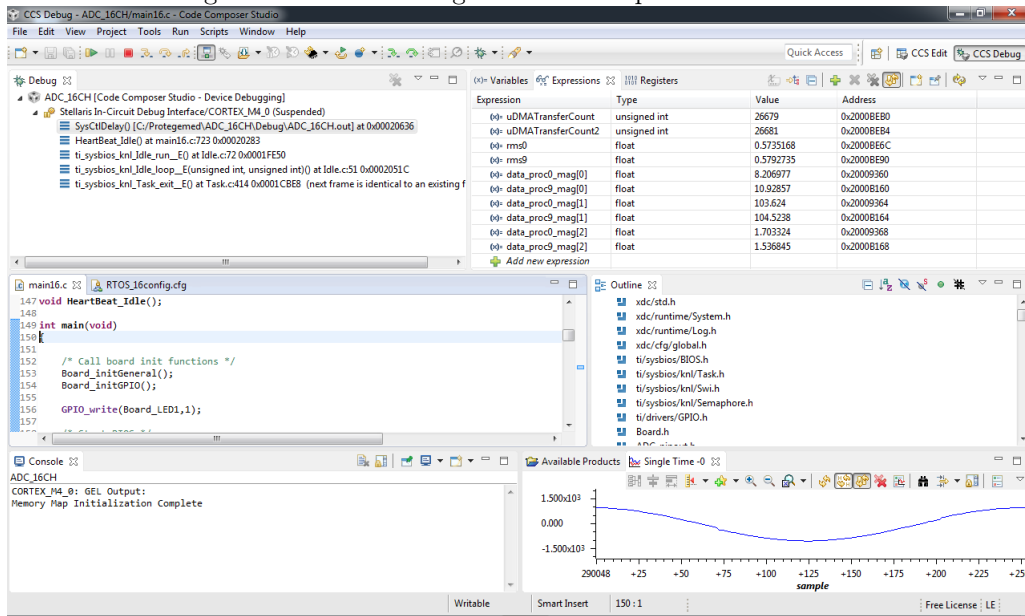 CCS Debug - ADC_16CH/main16.c - Code Composer Studio
File Edit View Project Tools Run Scripts Window Help
Quick Access CCS Edit CCS Debug
Debug
ADC_16CH [Code Composer Studio - Device Debugging]
Stellaris In-Circuit Debug Interface/CORTEX_M4_0 (Suspended)
SysCtlDelay() [C:/Protegemed/ADC_16CH/Debug/ADC_16CH.out] at 0x00020636
HeartBeat_Idle() at main16.c:723 0x00020283
ti_sysbios_knl_Idle_run__E() at Idle.c:72 0x0001FE50
ti_sysbios_knl_Idle_loop__E(unsigned int, unsigned int)() at Idle.c:51 0x0002051C
ti_sysbios_knl_Task_exit__E() at Task.c:414 0x0001CBE8 (next frame is identical to an existing f
(x)= Variables Expressions Registers
Expression Type Value Address
(x)= uDMATransferCount unsigned int 26679 0x2000BEB0
(x)= uDMATransferCount2 unsigned int 26681 0x2000BEB4
(x)= rms0 float 0.5735168 0x2000BE6C
(x)= rms9 float 0.5792735 0x2000BE90
(x)= data_proc0_mag[0] float 8.206977 0x20009360
(x)= data_proc9_mag[0] float 10.92857 0x2000B160
(x)= data_proc0_mag[1] float 103.624 0x20009364
(x)= data_proc9_mag[1] float 104.5238 0x2000B164
(x)= data_proc0_mag[2] float 1.703324 0x20009368
(x)= data_proc9_mag[2] float 1.536845 0x2000B168
Add new expression
main16.c RTOS_16config.cfg
147 void HeartBeat_Idle();
148
149 int main(void)
150 {
151
152 /* Call board init functions */
153 Board_initGeneral();
154 Board_initGPIO();
155
156 GPIO_write(Board_LED1,1);
157
Outline
xdc/std.h
xdc/runtime/System.h
xdc/runtime/Log.h
xdc/cfg/global.h
ti/sysbios/BIOS.h
ti/sysbios/knl/Task.h
ti/sysbios/knl/Swi.h
ti/sysbios/knl/Semaphore.h
ti/drivers/GPIO.h
Board.h
Console
ADC_16CH
CORTEX_M4_0: GEL Output:
Memory Map Initialization Complete
Available Products Single Time -0
1.500x10³
0.000
-1.500x10³
290048 +25 +50 +75 +100 +125 +150 +175 +200 +225 +25
sample
Writable Smart Insert 150 : 1 Free License LE